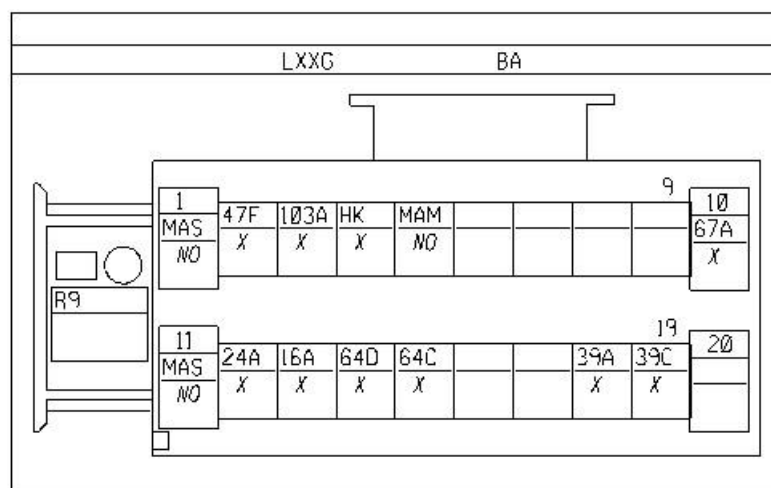 LXXG BA
1 9 10
MAS 47F 103A HK MAM 67A
NO X X X NO X
R9
11 19 20
MAS 24A 16A 64D 64C 39A 39C
NO X X X X X X